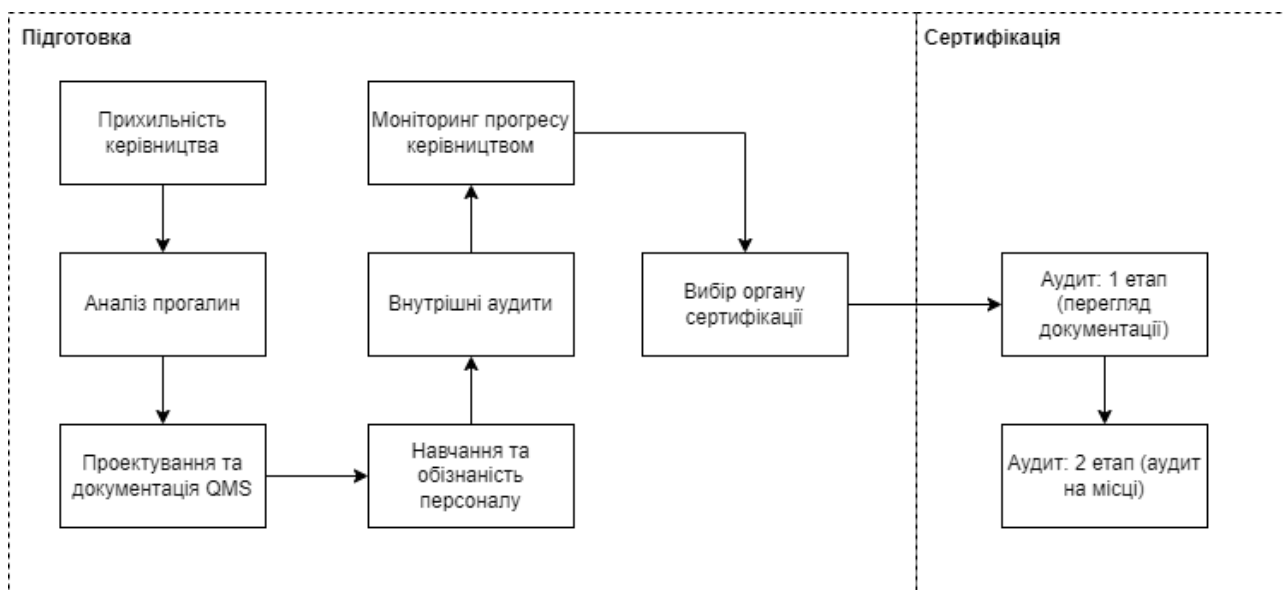 Підготовка
Прихильність
керівництва
Аналіз прогалин
Проектування та
документація QMS
Навчання та
обізнаність
персоналу
Внутрішні аудити
Моніторинг прогресу
керівництвом
Вибір органу
сертифікації
Сертифікація
Аудит: 1 етап
(перегляд
документації)
Аудит: 2 етап (аудит
на місці)